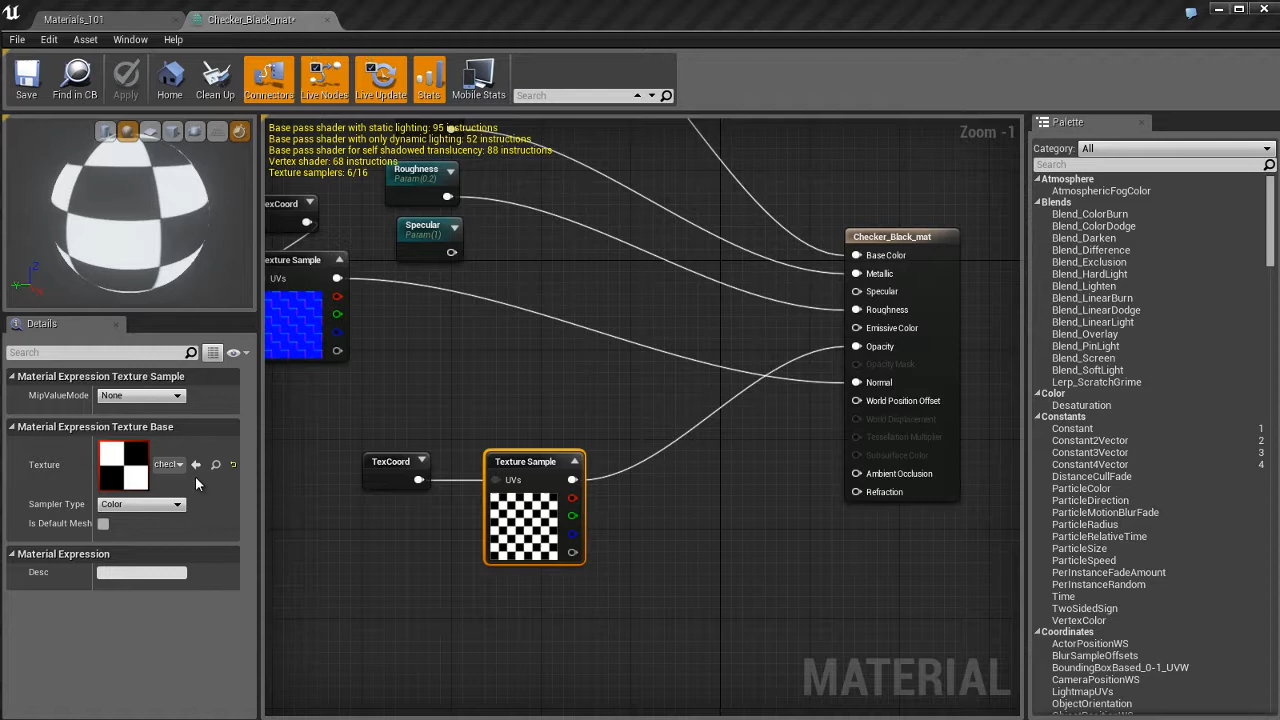 Materials_101
Checker_Black_mat*
File Edit Asset Window Help
Save
Find in CB
Apply
Home
Clean Up
Connectors
Live Nodes
Live Update
Stats
Mobile Stats
Search
Base pass shader with static lighting: 95 instructions
Base pass shader with only dynamic lighting: 52 instructions
Base pass shader for self shadowed translucency: 88 instructions
Vertex shader: 68 instructions
Texture samplers: 6/16
Zoom -1
Roughness
Param (0.2)
exCoord
Specular
Param (1)
exture Sample
UVs
Checker_Black_mat
Base Color
Metallic
Specular
Roughness
Emissive Color
Opacity
Opacity Mask
Normal
World Position Offset
World Displacement
Tessellation Multiplier
Subsurface Color
Ambient Occlusion
Refraction
TexCoord
Texture Sample
UVs
MATERIAL
Z
Y
X
Details
Search
Material Expression Texture Sample
MipValueMode None
Material Expression Texture Base
Texture checl
Sampler Type Color
Is Default Mesh
Material Expression
Desc
Palette
Category: All
Search
Atmosphere
AtmosphericFogColor
Blends
Blend_ColorBurn
Blend_ColorDodge
Blend_Darken
Blend_Difference
Blend_Exclusion
Blend_HardLight
Blend_Lighten
Blend_LinearBurn
Blend_LinearDodge
Blend_LinearLight
Blend_Overlay
Blend_PinLight
Blend_Screen
Blend_SoftLight
Lerp_ScratchGrime
Color
Desaturation
Constants
Constant 1
Constant2Vector 2
Constant3Vector 3
Constant4Vector 4
DistanceCullFade
ParticleColor
ParticleDirection
ParticleMotionBlurFade
ParticleRadius
ParticleRelativeTime
ParticleSize
ParticleSpeed
PerInstanceFadeAmount
PerInstanceRandom
Time
TwoSidedSign
VertexColor
Coordinates
ActorPositionWS
BlurSampleOffsets
BoundingBoxBased_0-1_UVW
CameraPositionWS
LightmapUVs
ObjectOrientation